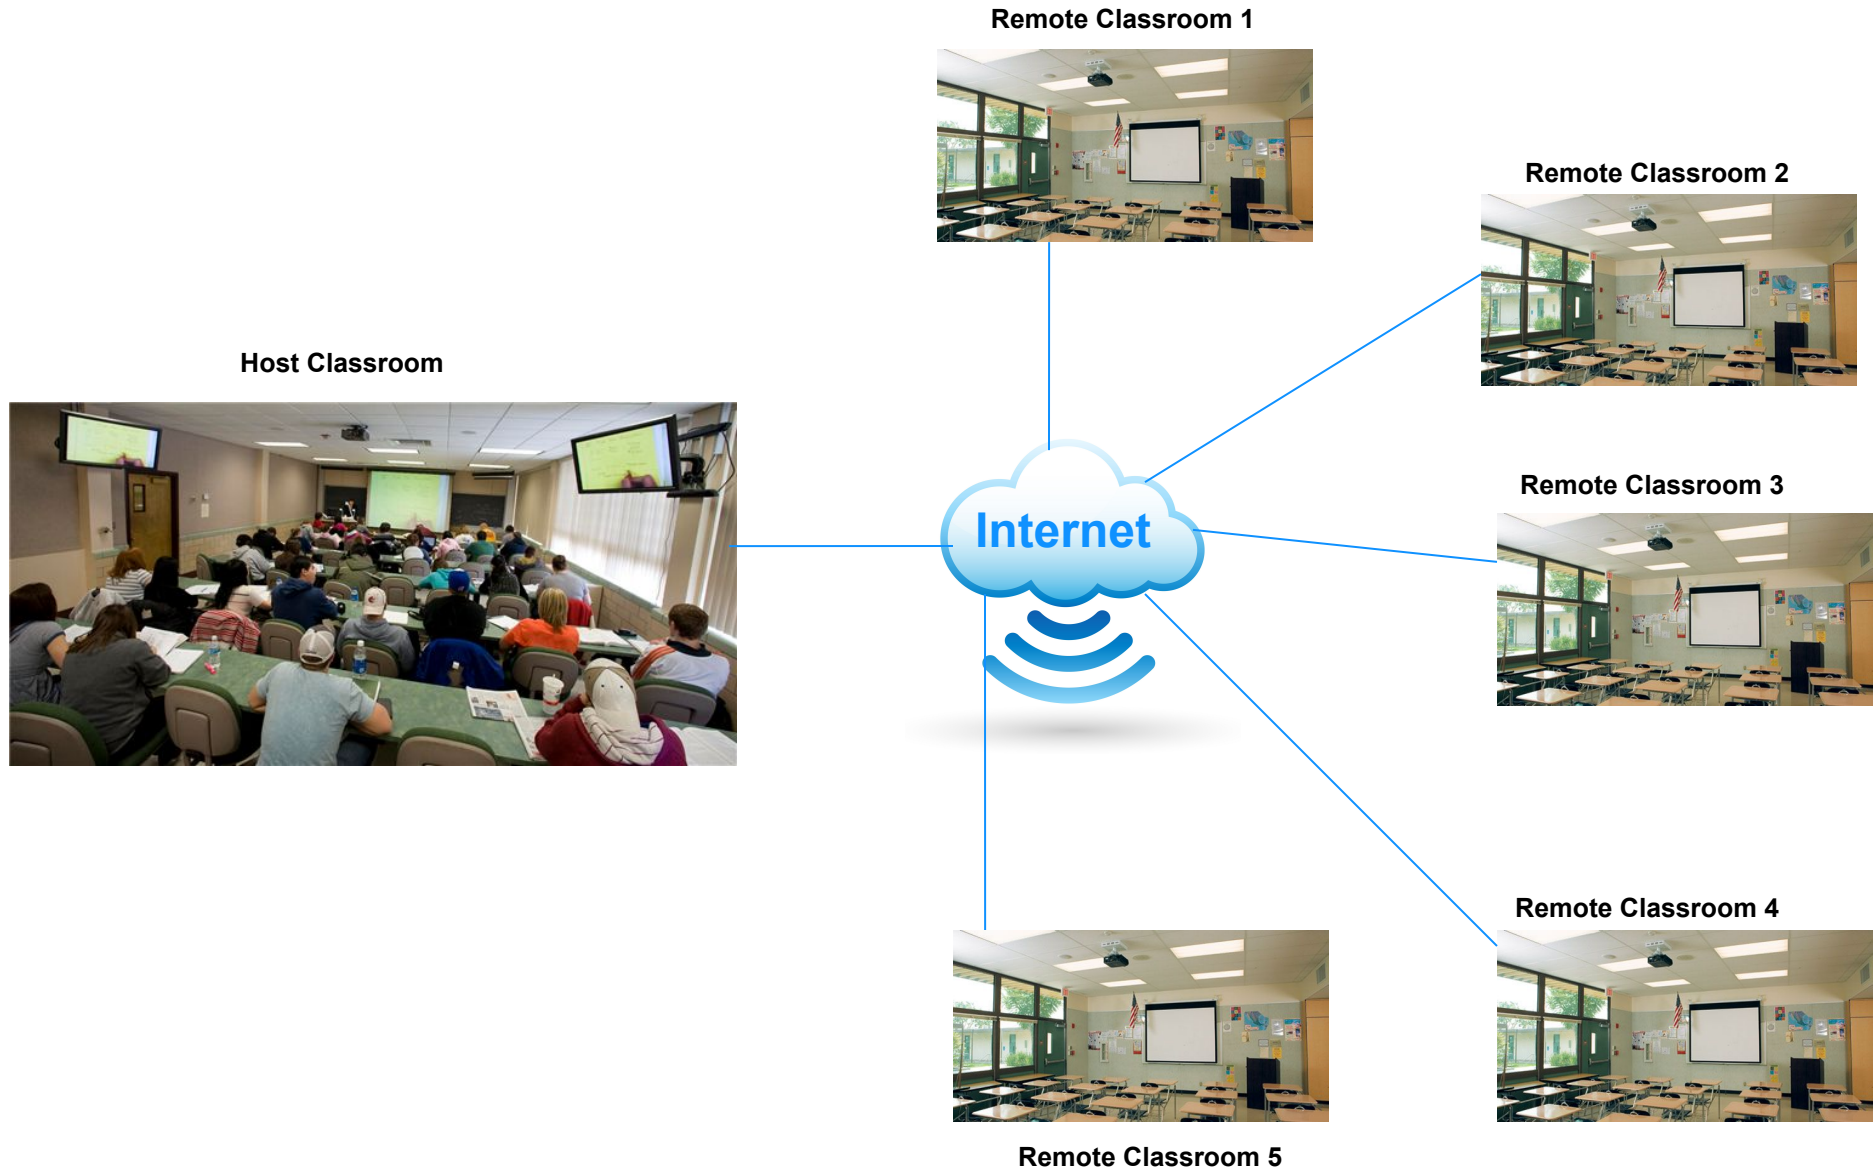 Remote Classroom 1
Remote Classroom 2
Host Classroom
Remote Classroom 3
Internet
Remote Classroom 4
Remote Classroom 5